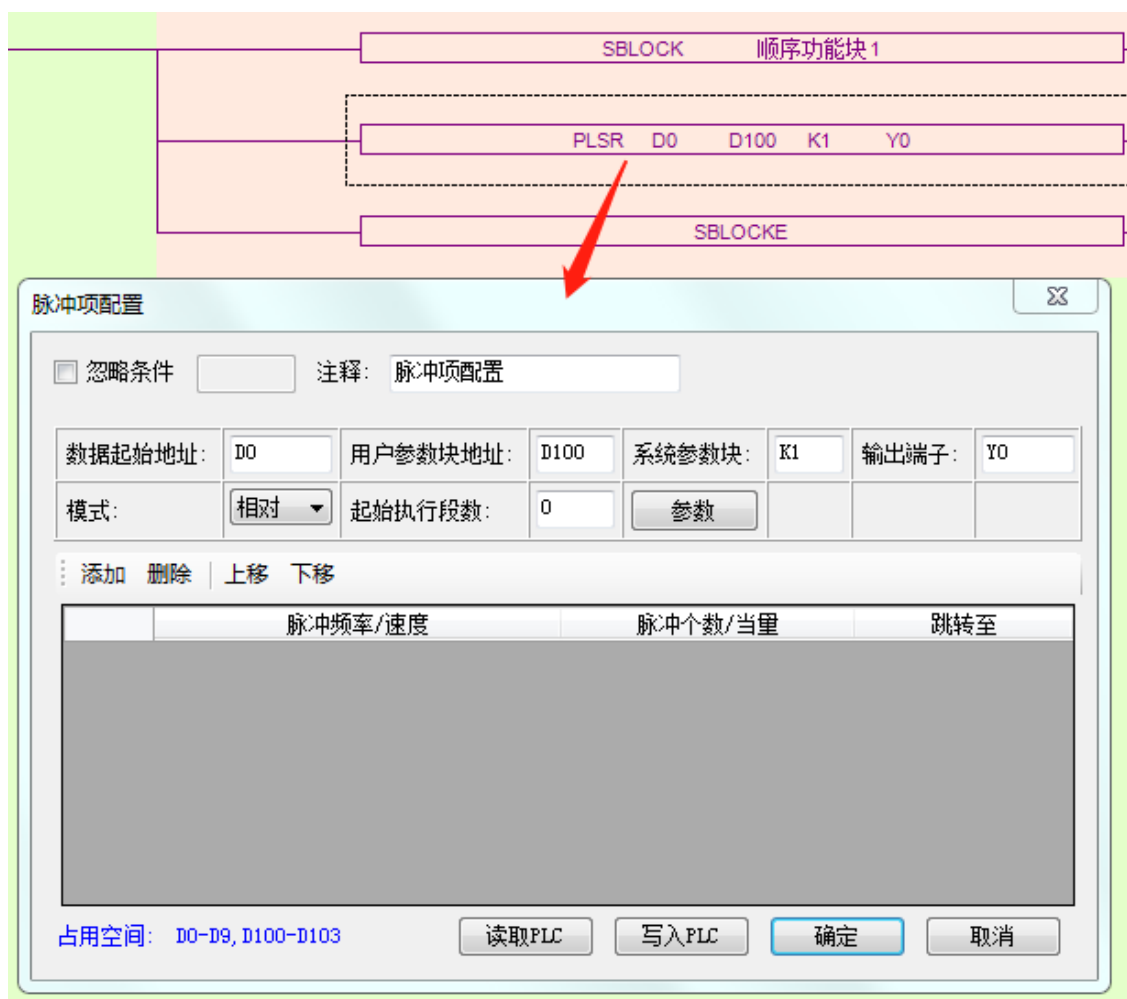 SBLOCK 顺序功能块1
PLSR D0 D100 K1 Y0
SBLOCKE
脉冲项配置
忽略条件 注释: 脉冲项配置
数据起始地址: D0 用户参数块地址: D100 系统参数块: K1 输出端子: Y0
模式: 相对 起始执行段数: 0 参数
添加 删除 上移 下移
脉冲频率/速度 脉冲个数/当量 跳转至
占用空间: D0-D9,D100-D103 读取PLC 写入PLC 确定 取消